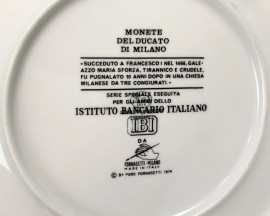 MONETE
DEL DUCATO
DI MILANO
«SUCCEDUTO A FRANCESCO I NEL 1466, GALE-
AZZO MARIA SFORZA, TIRANNICO E CRUDELE,
FU PUGNALATO 10 ANNI DOPO IN UNA CHIESA
MILANESE DA TRE CONGIURATI.»
SERIE SPECIALE ESEGUITA
PER GLI AMICI DELLO
ISTITUTO BANCARIO ITALIANO
IBI
DA
FORNASETTI-MILANO
MADE IN ITALY
© BY PIERO FORNASETTI 1974